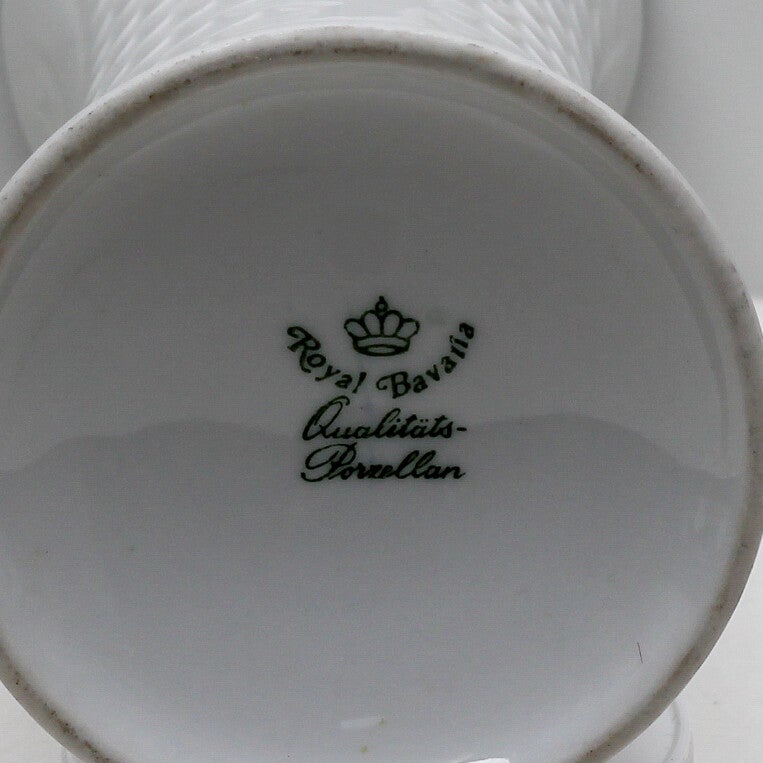 Royal Bavaria
Qualitäts-
Porzellan